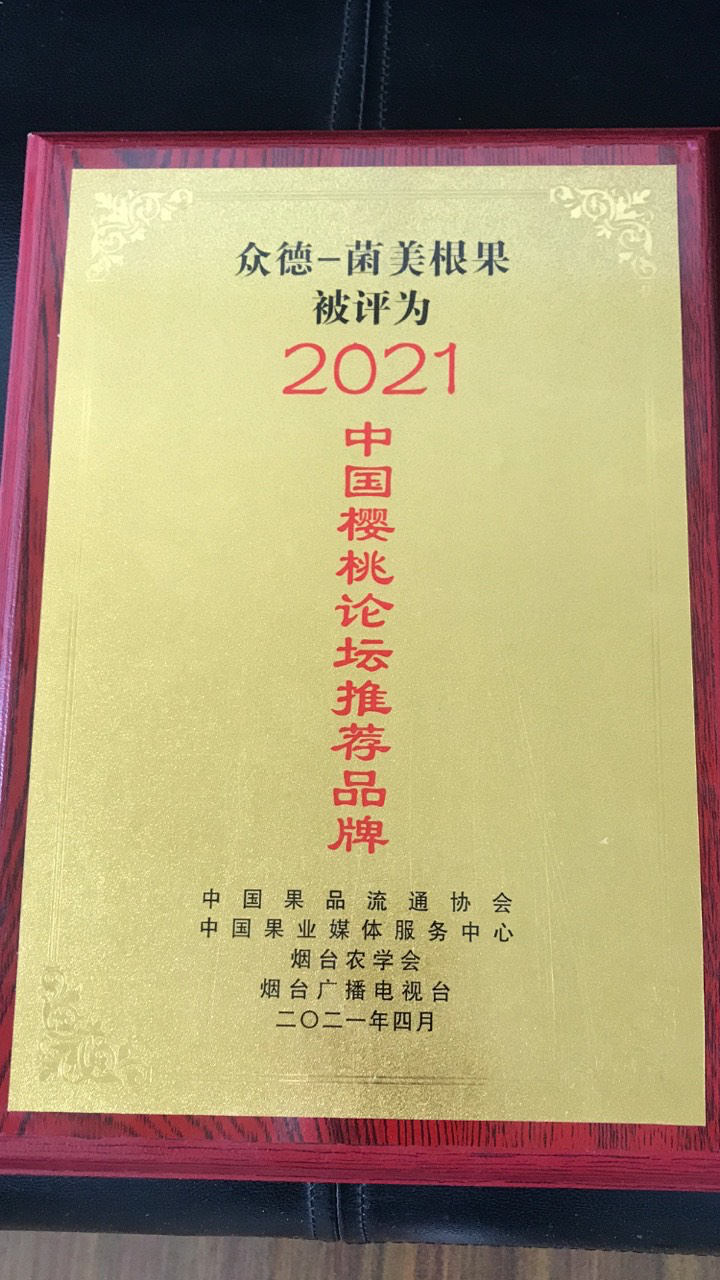 众德-菌美根果
被评为
2021
中国樱桃论坛推荐品牌
中国果品流通协会
中国果业媒体服务中心
烟台农学会
烟台广播电视台
二〇二一年四月